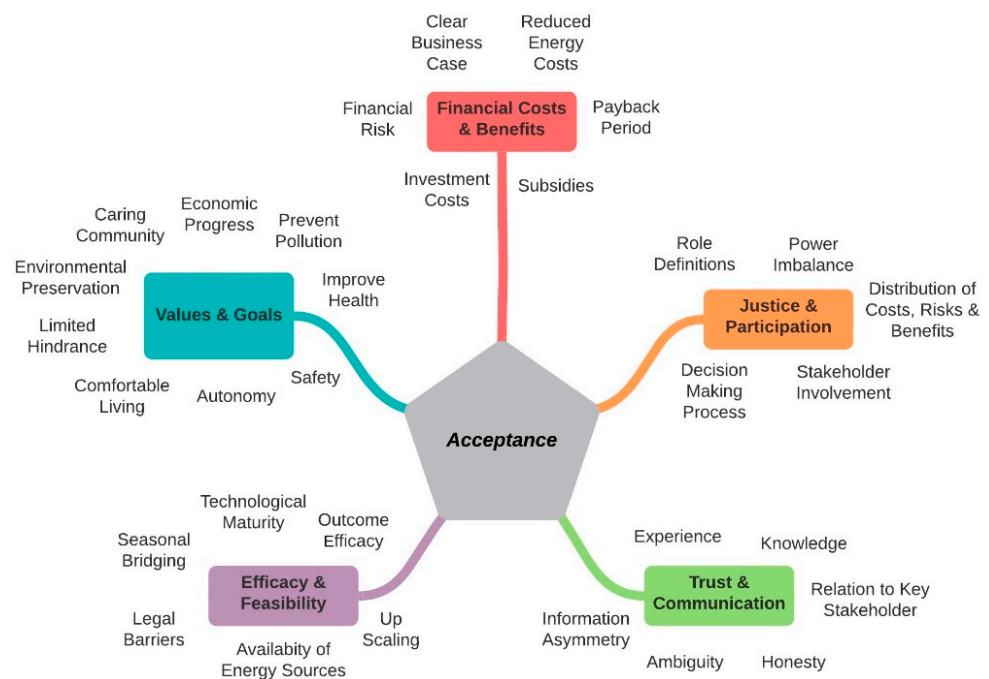 Clear
Business
Case
Reduced
Energy
Costs
Financial
Risk
Financial Costs
& Benefits
Payback
Period
Investment
Costs
Subsidies
Caring
Community
Economic
Progress
Prevent
Pollution
Environmental
Preservation
Values & Goals
Improve
Health
Limited
Hindrance
Comfortable
Living
Autonomy
Safety
Role
Definitions
Power
Imbalance
Justice &
Participation
Distribution of
Costs, Risks &
Benefits
Decision
Making
Process
Stakeholder
Involvement
Acceptance
Technological
Maturity
Outcome
Efficacy
Seasonal
Bridging
Efficacy &
Feasibility
Legal
Barriers
Availabity of
Energy Sources
Up
Scaling
Experience
Knowledge
Trust &
Communication
Relation to Key
Stakeholder
Information
Asymmetry
Ambiguity
Honesty